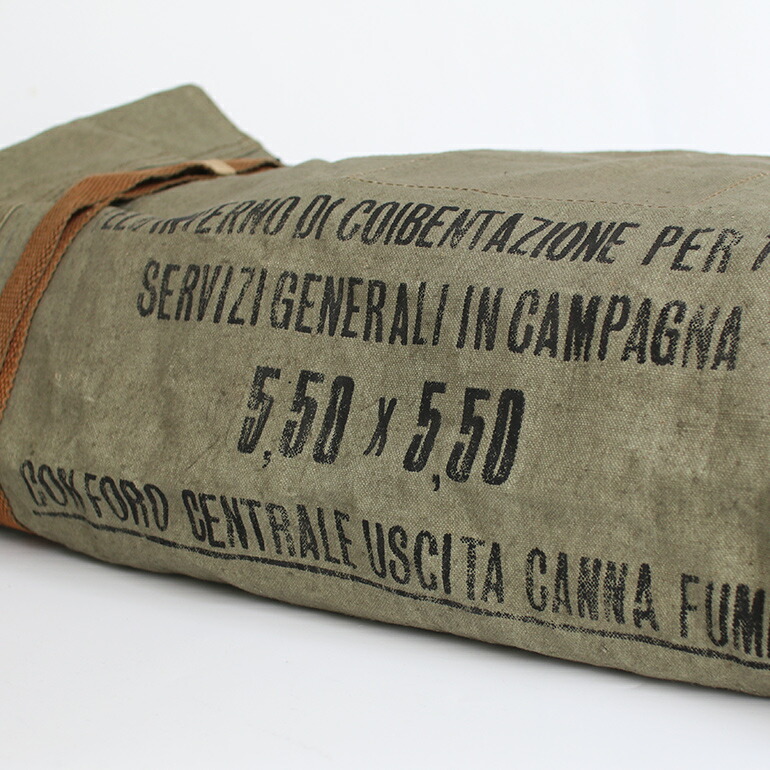 INTERNO DI COIBENTAZIONE PER
SERVIZI GENERALI IN CAMPAGNA
5,50 x 5,50
CON FORO CENTRALE USCITA CANNA FUM